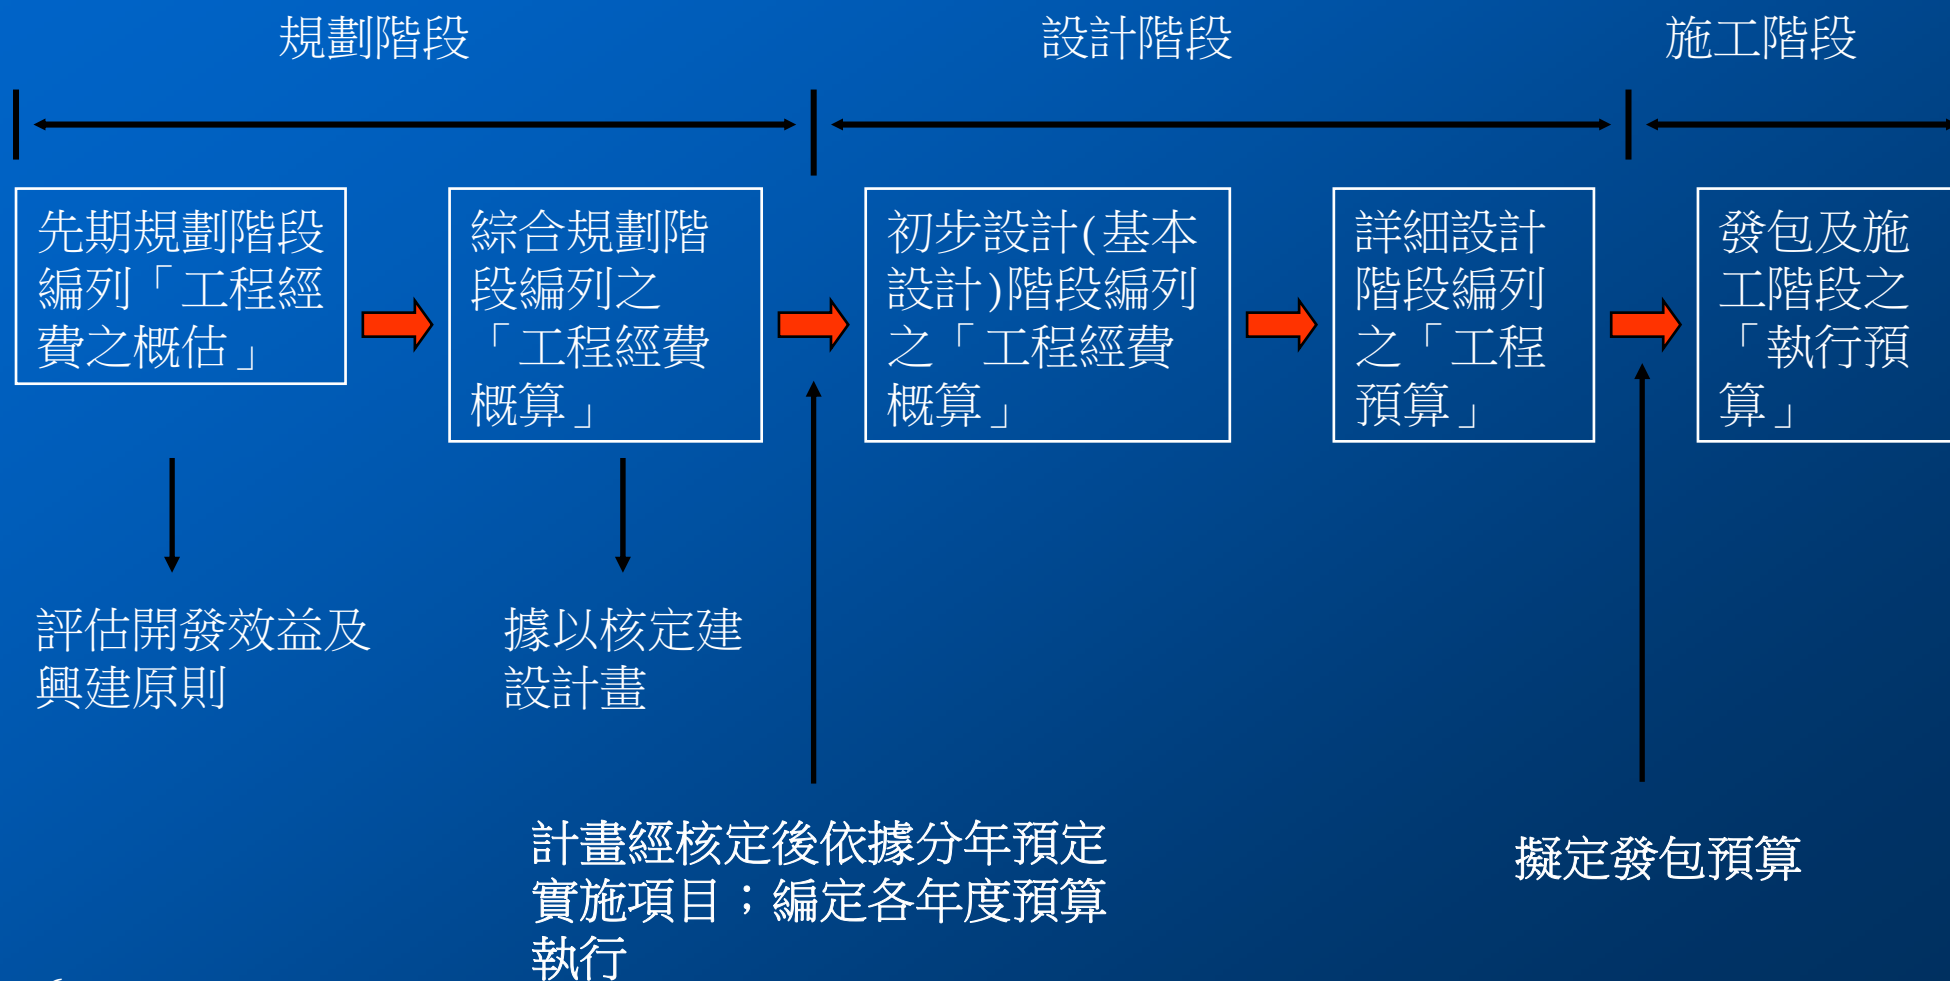 規劃階段
設計階段
施工階段
先期規劃階段
編列「工程經
費之概估」
綜合規劃階
段編列之
「工程經費
概算」
初步設計(基本
設計)階段編列
之「工程經費
概算」
詳細設計
階段編列
之「工程
預算」
發包及施
工階段之
「執行預
算」
評估開發效益及
興建原則
據以核定建
設計畫
計畫經核定後依據分年預定
實施項目；編定各年度預算
執行
擬定發包預算